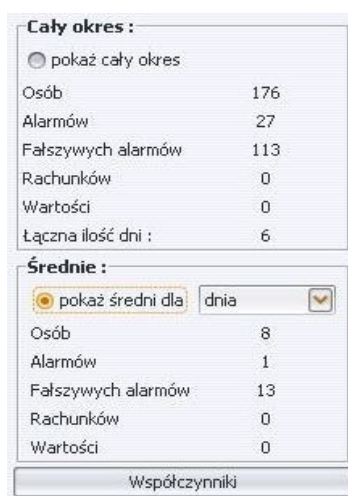 Cały okres :
pokaż cały okres
Osób 176
Alarmów 27
Fałszywych alarmów 113
Rachunków 0
Wartości 0
Łączna ilość dni : 6
Średnie :
pokaż średni dla dnia
Osób 8
Alarmów 1
Fałszywych alarmów 13
Rachunków 0
Wartości 0
Współczynniki